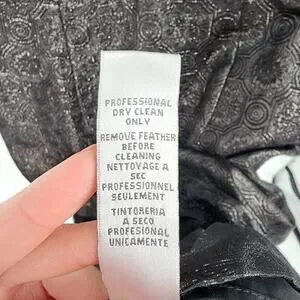 PROFESSIONAL
DRY CLEAN
ONLY
REMOVE FEATHER
BEFORE
CLEANING
NETTOYAGE A
SEC
PROFESSIONNEL
SEULEMENT
TINTORERIA
A SECO
PROFESIONAL
UNICAMENTE